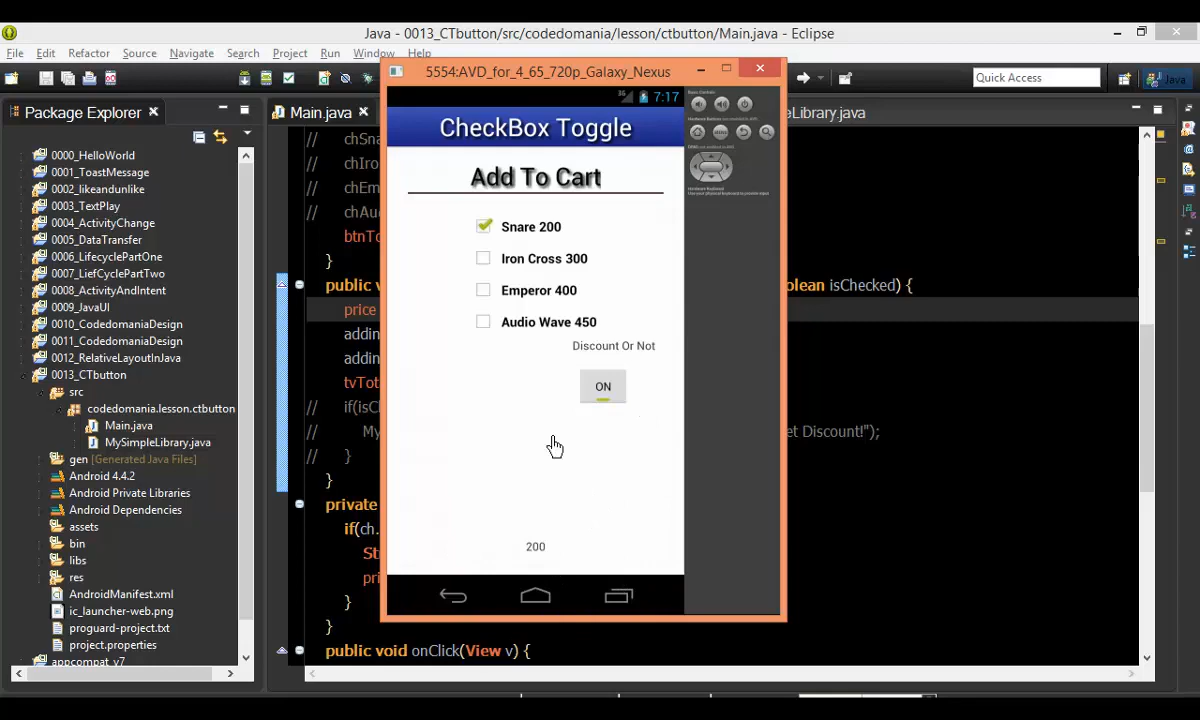 Java - 0013_CTbutton/src/codedomania/lesson/ctbutton/Main.java - Eclipse
File Edit Refactor Source Navigate Search Project Run Window Help
Quick Access
Java
5554:AVD_for_4_65_720p_Galaxy_Nexus
Package Explorer
Main.java
eLibrary.java
0000_HelloWorld
0001_ToastMessage
0002_likeandunlike
0003_TextPlay
0004_ActivityChange
0005_DataTransfer
0006_LifecyclePartOne
0007_LiefCyclePartTwo
0008_ActivityAndIntent
0009_JavaUI
0010_CodedomaniaDesign
0011_CodedomaniaDesign
0012_RelativeLayoutInJava
0013_CTbutton
src
codedomania.lesson.ctbutton
Main.java
MySimpleLibrary.java
gen [Generated Java Files]
Android 4.4.2
Android Private Libraries
Android Dependencies
assets
bin
libs
res
AndroidManifest.xml
ic_launcher-web.png
proguard-project.txt
project.properties
appcompat_v7
// chSna
// chIro
// chEm
// chAu
btnTo
}
public v olean isChecked) {
price
addin
addin
tvTot
// if(isCh
// My et Discount!");
// }
}
private
if(ch.
Sti
pri
}
}
public void onClick(View v) {
3G 7:17
CheckBox Toggle
Add To Cart
Snare 200
Iron Cross 300
Emperor 400
Audio Wave 450
Discount Or Not
ON
200
MENU